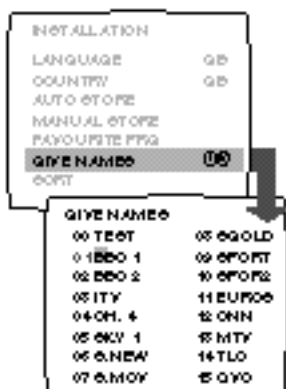 INSTALLATION
LANGUAGE GB
COUNTRY GB
AUTO STORE
MANUAL STORE
FAVOURITE PRG
GIVE NAMES
SORT
GIVE NAMES
00 TEST 08 SGOLD
01 BBC 1 09 SPORT
02 BBC 2 10 SPOR2
03 ITV 11 EUROS
04 CH. 4 12 CNN
05 SKY 1 13 MTV
06 S.NEW 14 TLC
07 S.MOV 15 QVC